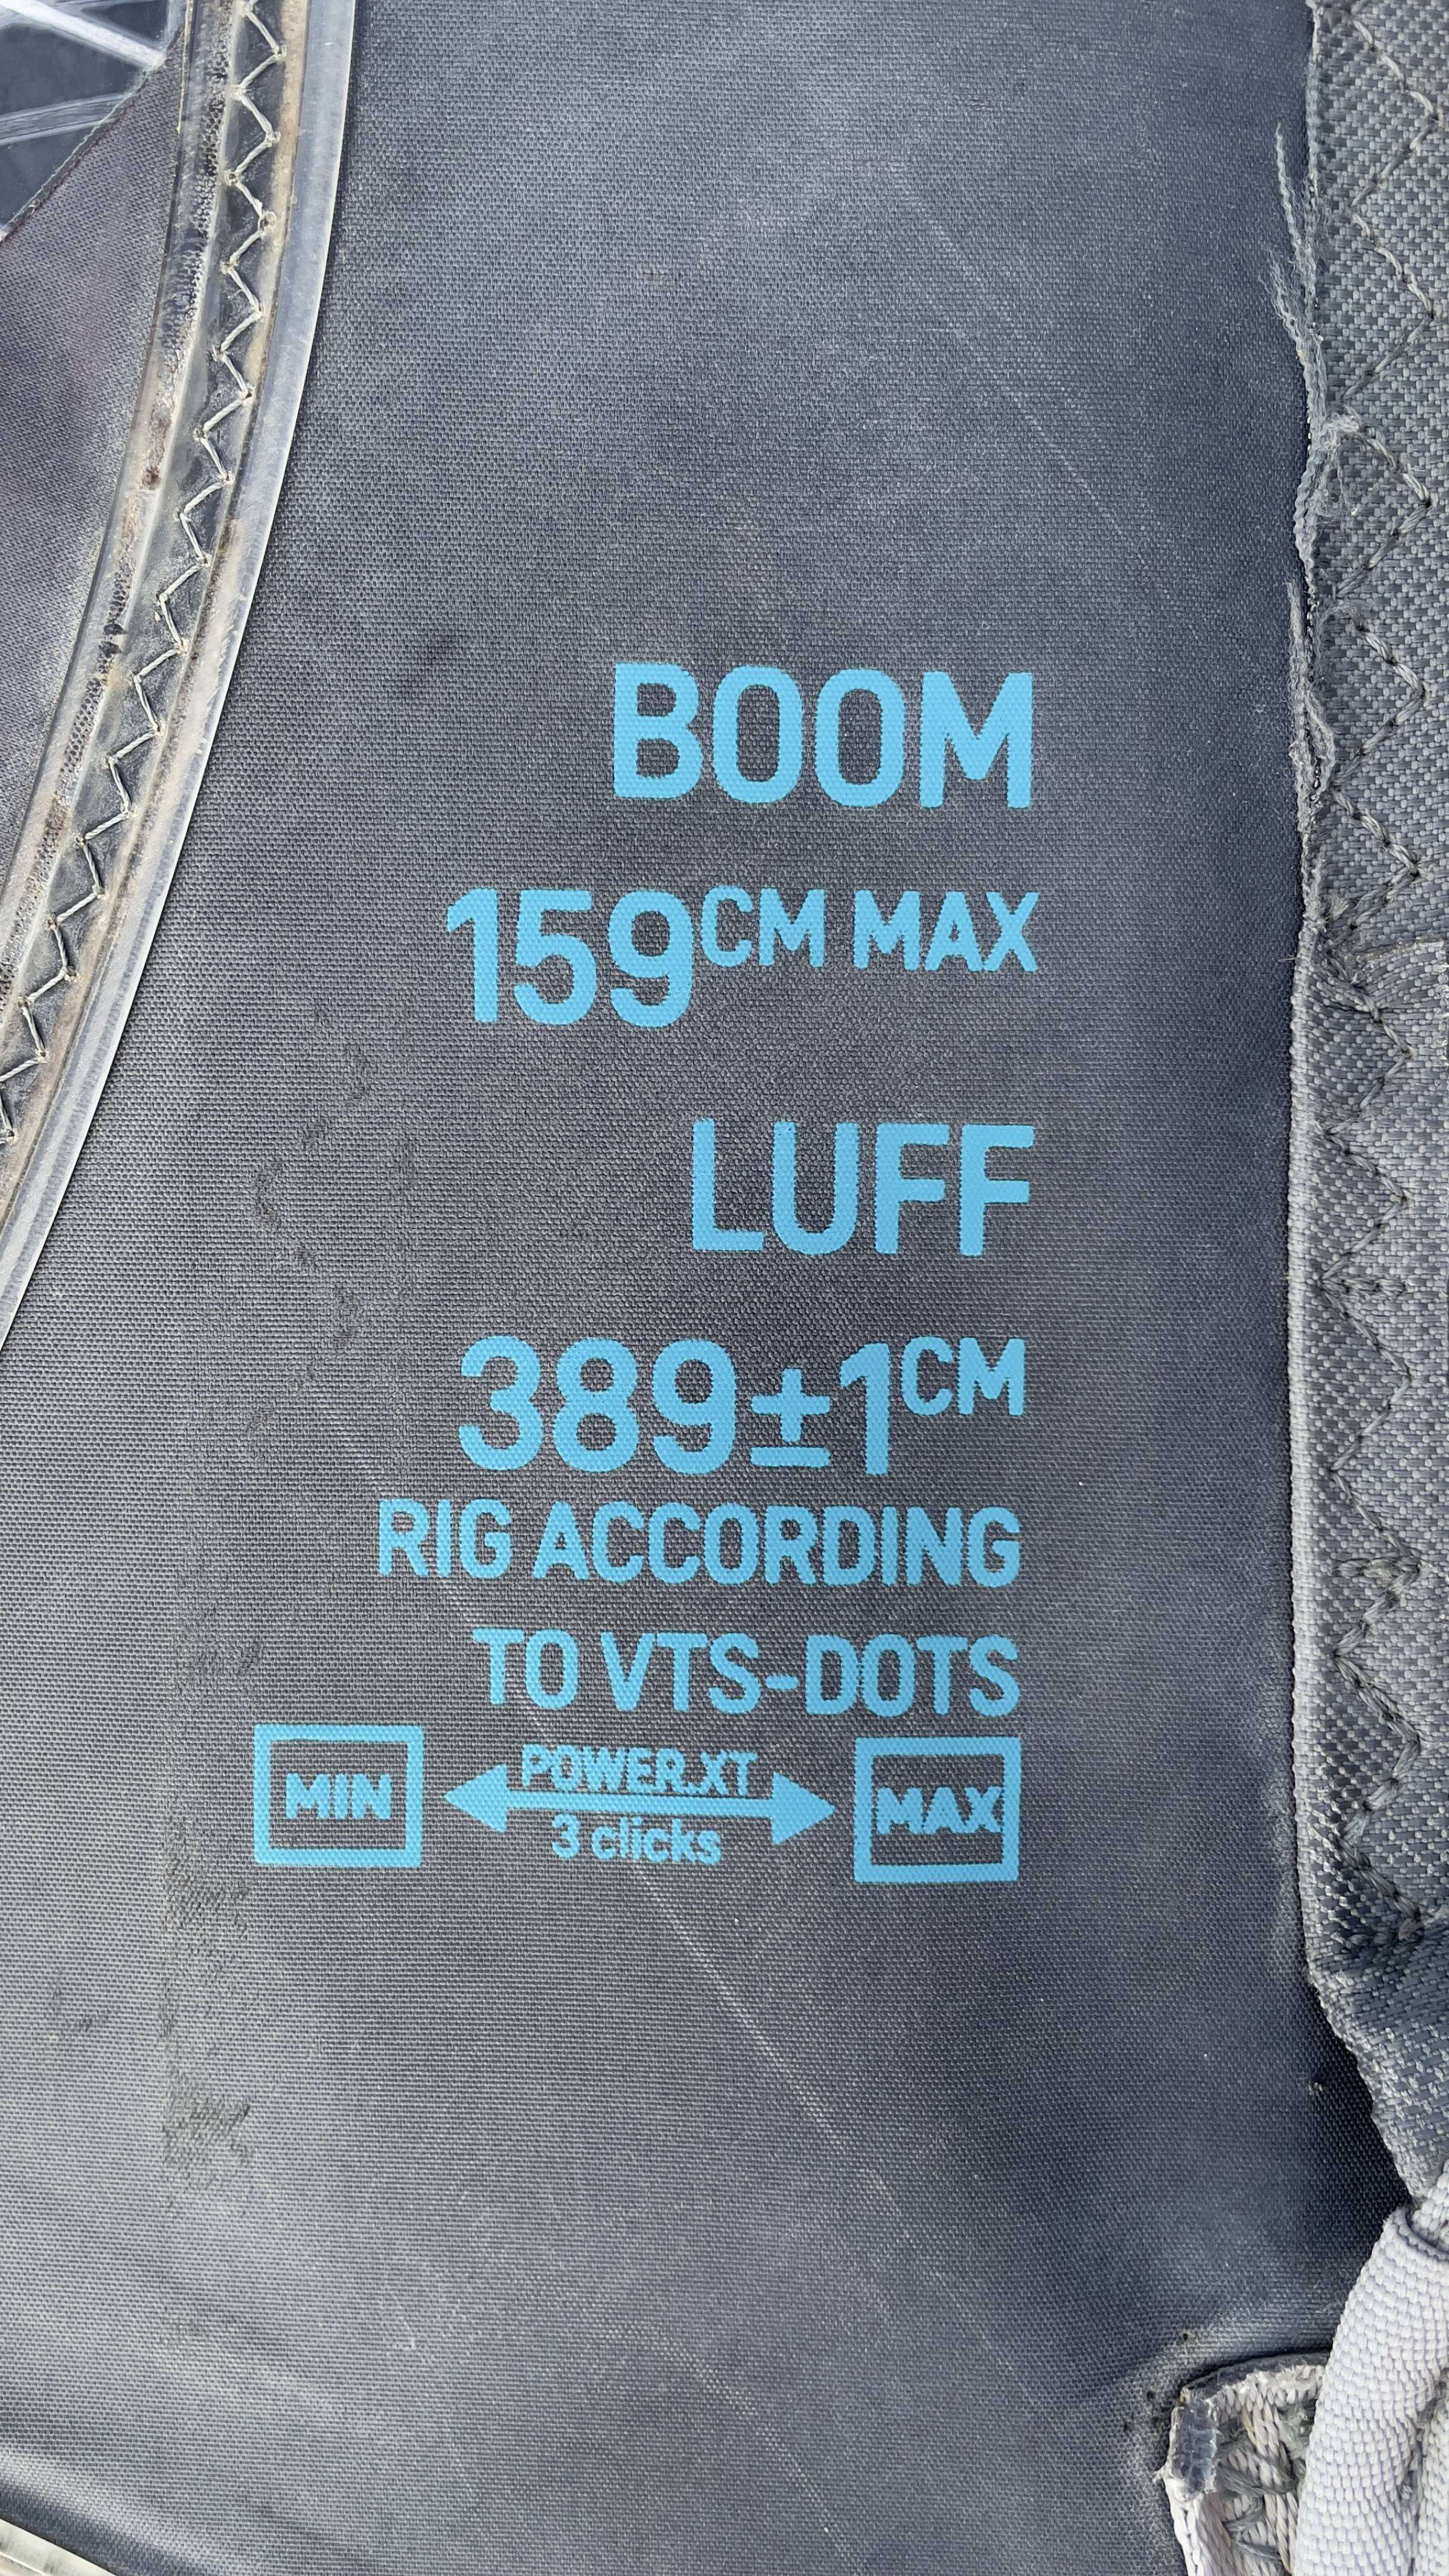 BOOM
159CM MAX
LUFF
389±1CM
RIG ACCORDING
TO VTS-DOTS
MIN POWER.XT MAX
3 clicks